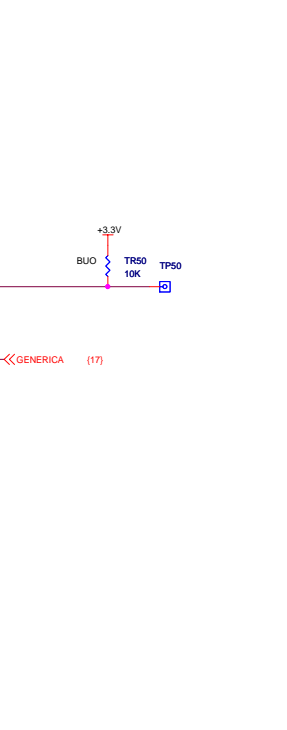 +3.3V
BUO
TR50
10K
TP50
GENERICA {17}